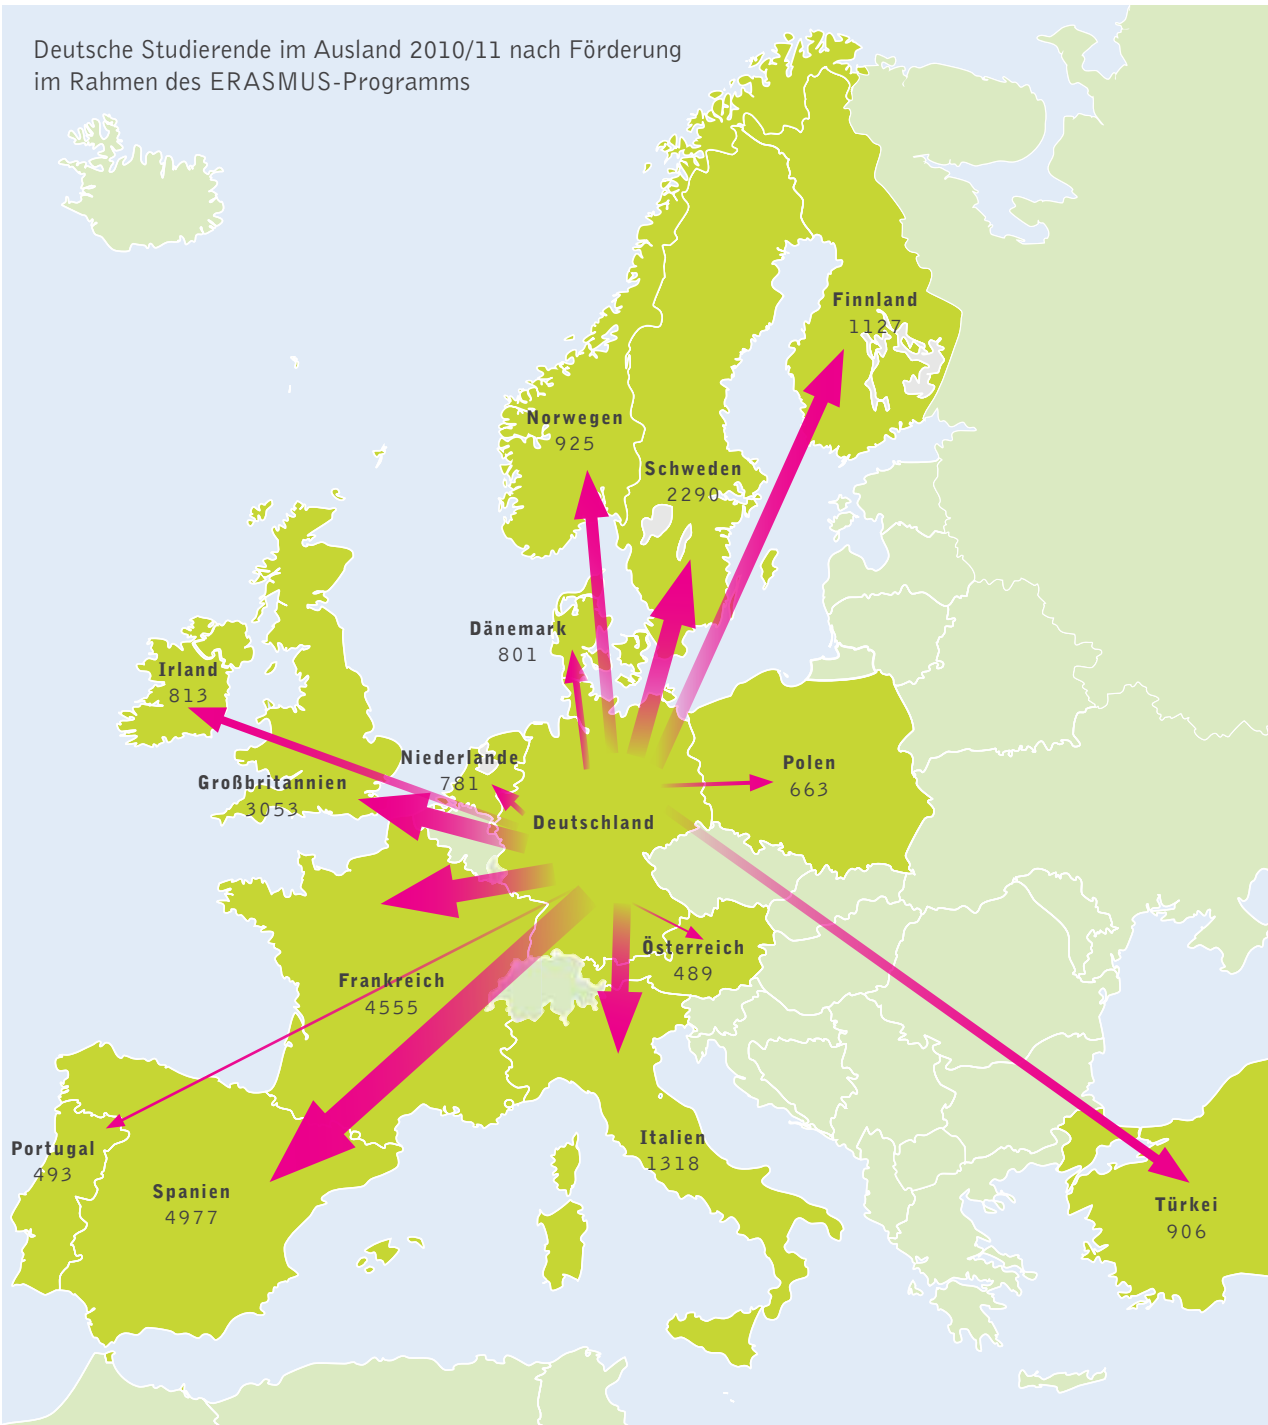 Deutsche Studierende im Ausland 2010/11 nach Förderung
im Rahmen des ERASMUS-Programms
Finnland
1127
Norwegen
925
Schweden
2290
Dänemark
801
Irland
813
Niederlande
781
Großbritannien
3053
Polen
663
Deutschland
Österreich
489
Frankreich
4555
Italien
1318
Portugal
493
Spanien
4977
Türkei
906